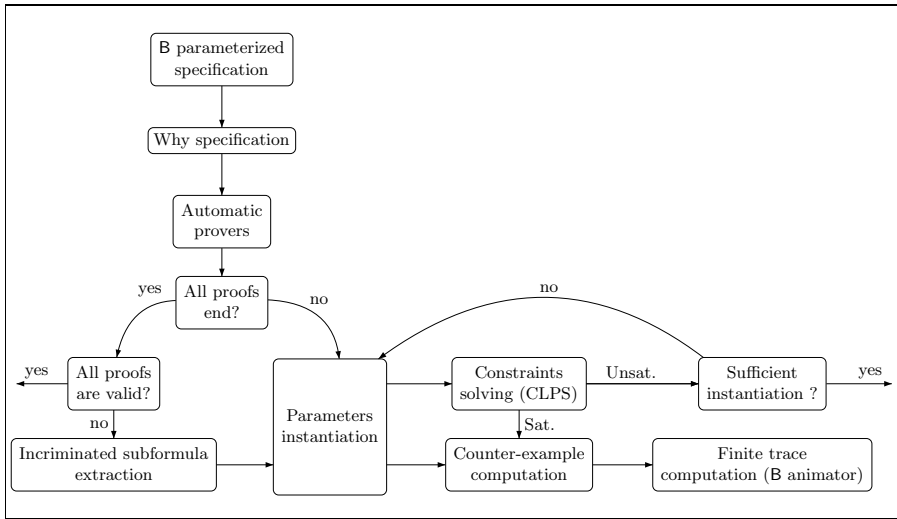 B parameterized
specification
Why specification
Automatic
provers
All proofs
end?
yes
no
no
All proofs
are valid?
yes
no
Parameters
instantiation
Constraints
solving (CLPS)
Unsat.
Sat.
Sufficient
instantiation ?
yes
Incriminated subformula
extraction
Counter-example
computation
Finite trace
computation (B animator)